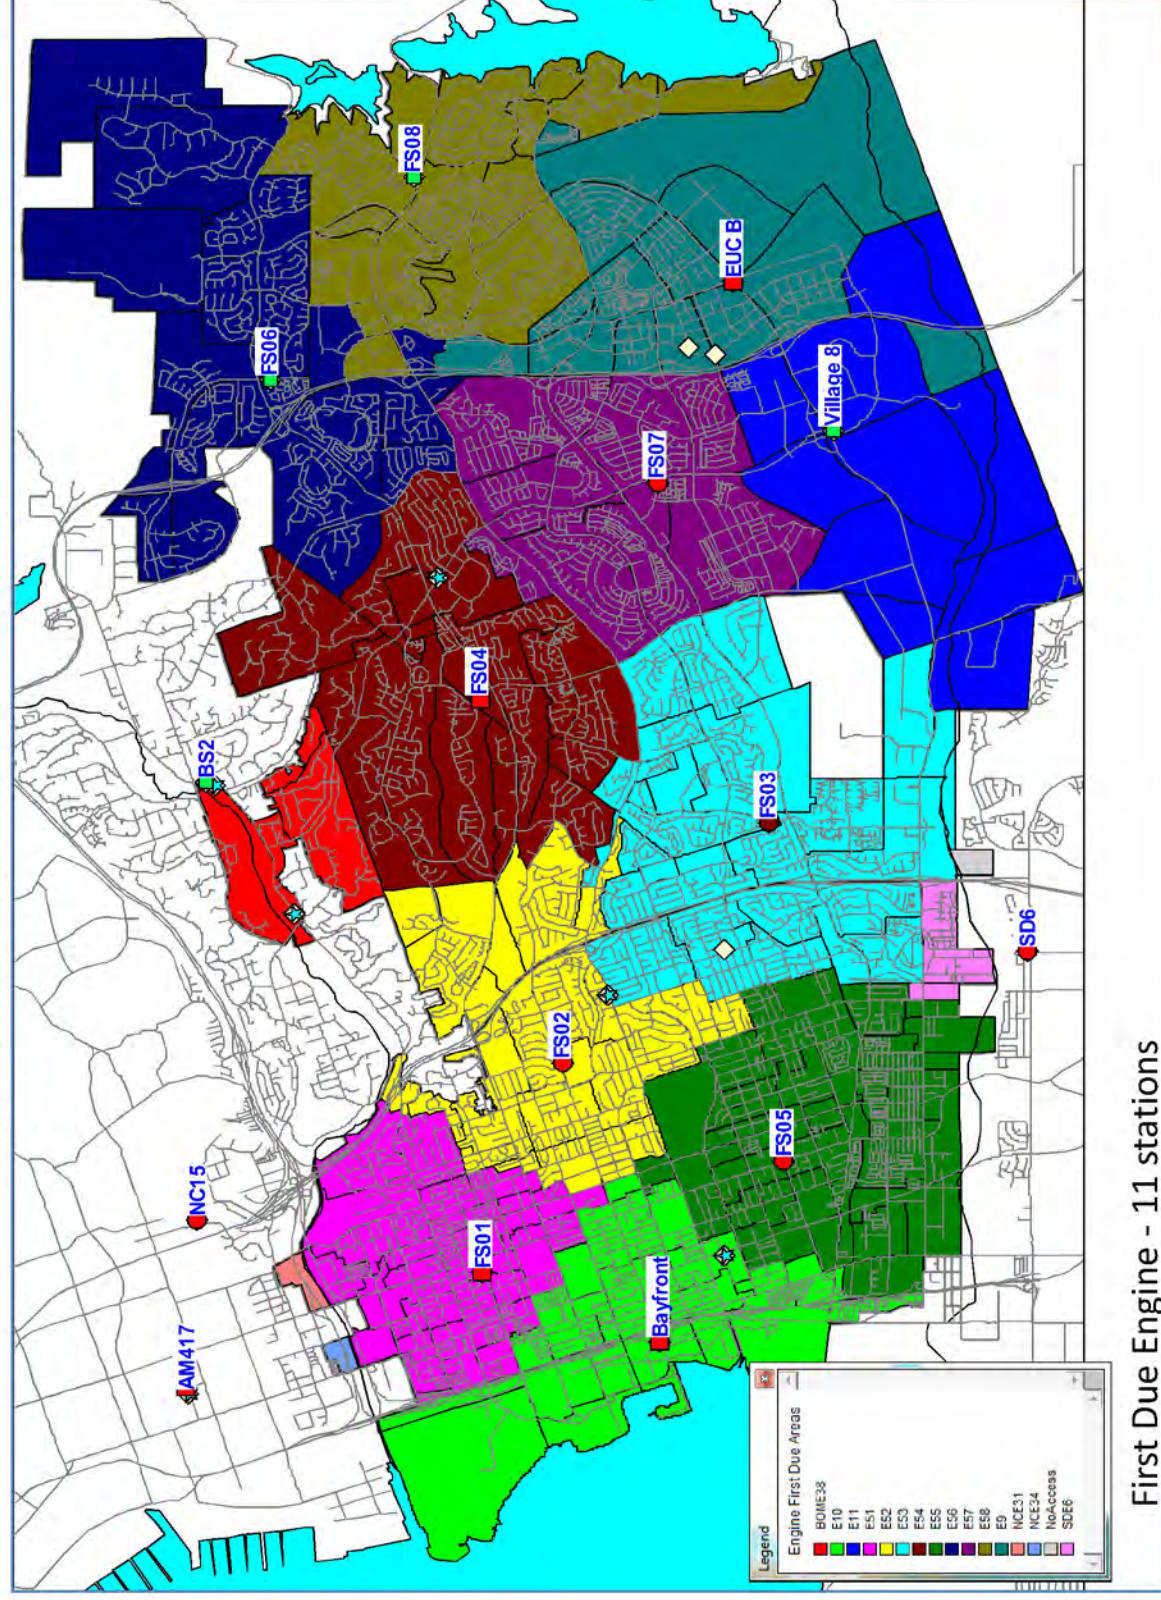 FS08
FS06
EUC B
Village 8
FS07
FS04
BS2
FS03
SD6
FS02
FS05
NC15
FS01
Bayfront
AM417
Legend
Engine First Due Areas
BOME38
E10
E11
E51
E52
E53
E54
E55
E56
E57
E58
E9
NCE31
NCE34
NoAccess
SDE6
First Due Engine - 11 stations